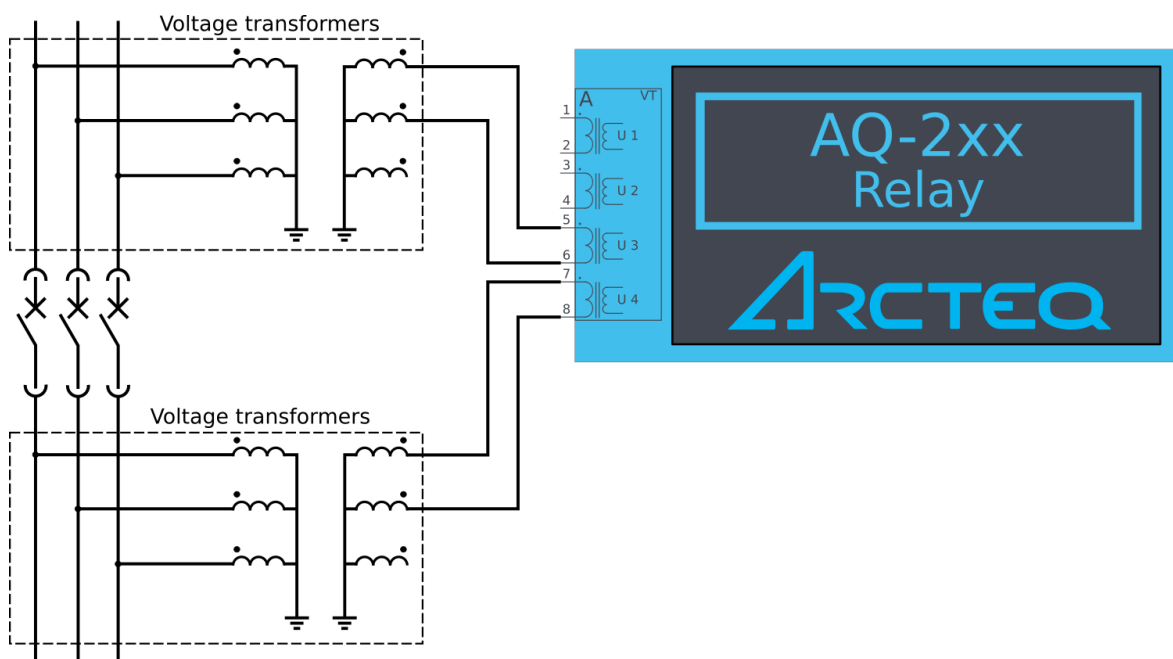 Voltage transformers
A VT
1
U 1
2
3
U 2
4
5
U 3
6
7
U 4
8
AQ-2xx
Relay
ARCTEQ
Voltage transformers